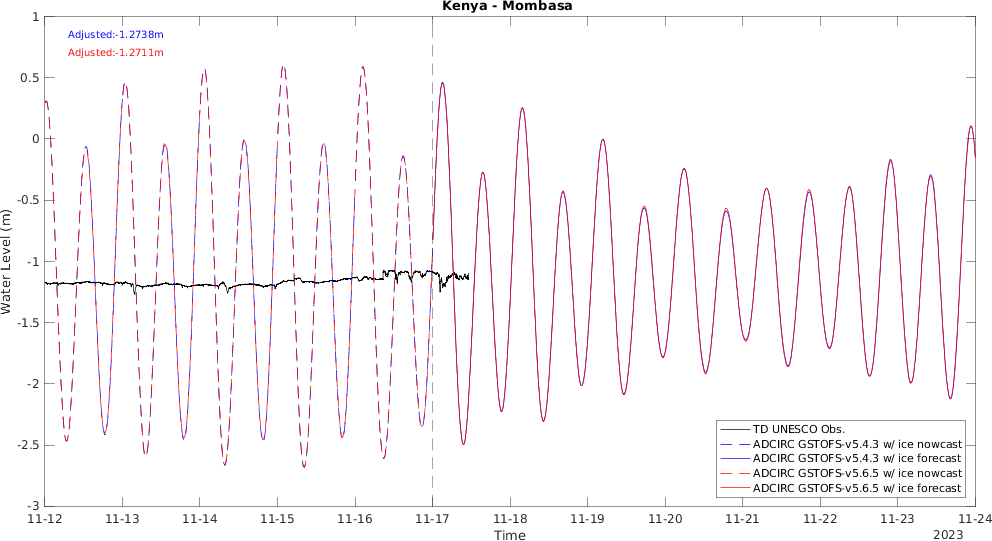 Kenya - Mombasa
Adjusted:-1.2738m
Adjusted:-1.2711m
Water Level (m)
1
0.5
0
-0.5
-1
-1.5
-2
-2.5
-3
TD UNESCO Obs.
ADCIRC GSTOFS-v5.4.3 w/ ice nowcast
ADCIRC GSTOFS-v5.4.3 w/ ice forecast
ADCIRC GSTOFS-v5.6.5 w/ ice nowcast
ADCIRC GSTOFS-v5.6.5 w/ ice forecast
11-12 11-13 11-14 11-15 11-16 11-17 11-18 11-19 11-20 11-21 11-22 11-23 11-24
Time
2023